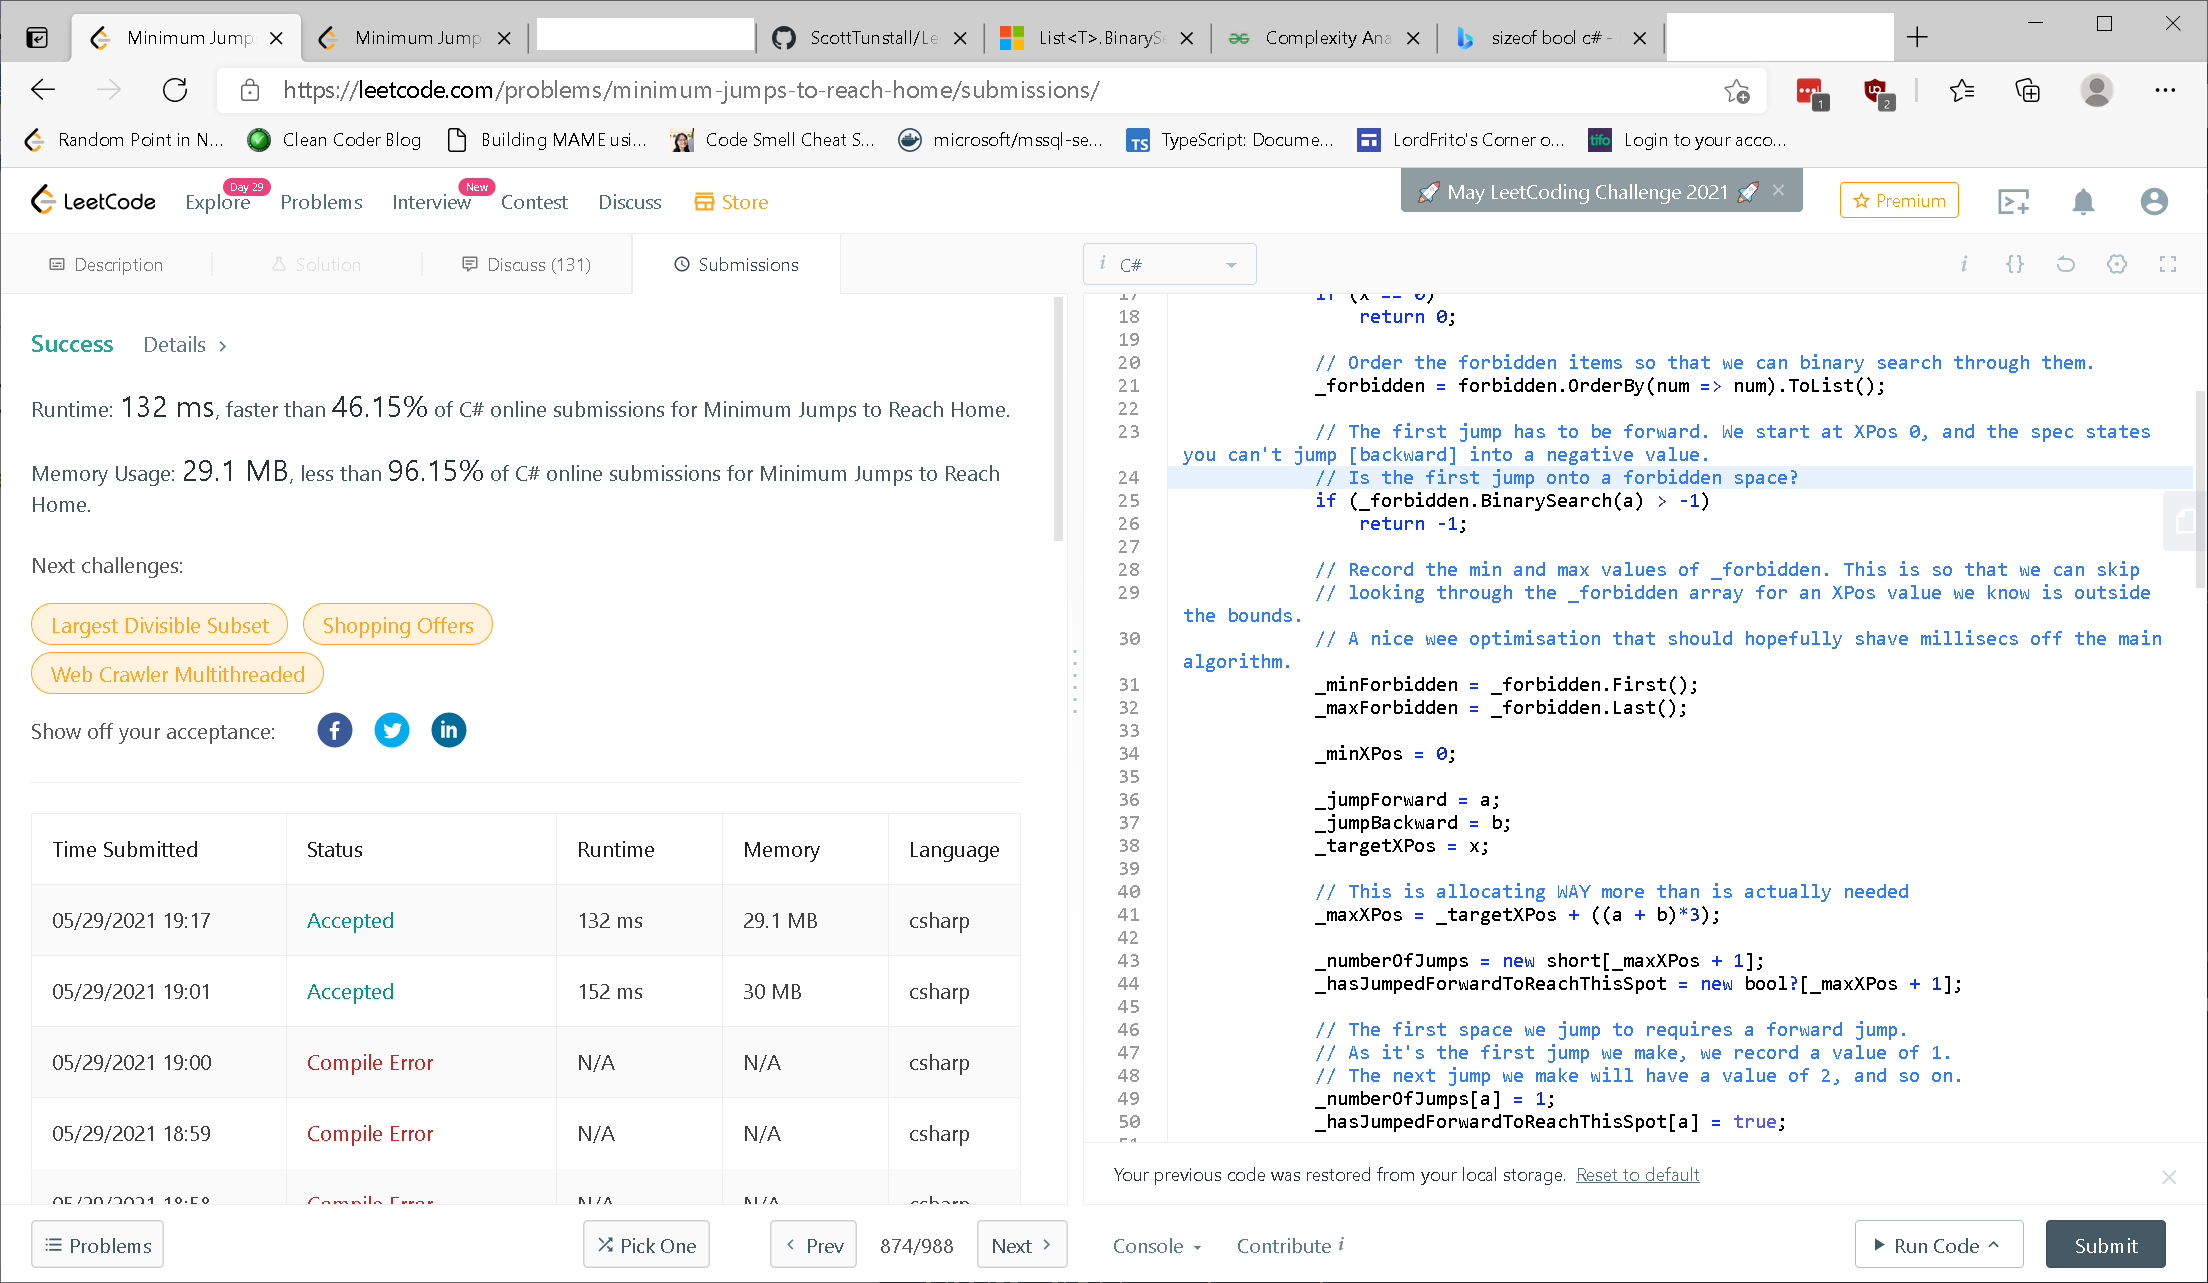 Minimum Jump
Minimum Jump
ScottTunstall/Le
List<T>.BinarySe
Complexity Ana
sizeof bool c# -
https://leetcode.com/problems/minimum-jumps-to-reach-home/submissions/
1
2
Random Point in N...
Clean Coder Blog
Building MAME usi...
Code Smell Cheat S...
microsoft/mssql-se...
TS
TypeScript: Docume...
LordFrito's Corner o...
tifo
Login to your acco...
LeetCode
Explore
Day 29
Problems
Interview
New
Contest
Discuss
Store
🚀 May LeetCoding Challenge 2021 🚀
Premium
Description
Solution
Discuss (131)
Submissions
Success
Details
Runtime: 132 ms, faster than 46.15% of C# online submissions for Minimum Jumps to Reach Home.
Memory Usage: 29.1 MB, less than 96.15% of C# online submissions for Minimum Jumps to Reach
Home.
Next challenges:
Largest Divisible Subset
Shopping Offers
Web Crawler Multithreaded
Show off your acceptance:
Time Submitted Status Runtime Memory Language
05/29/2021 19:17 Accepted 132 ms 29.1 MB csharp
05/29/2021 19:01 Accepted 152 ms 30 MB csharp
05/29/2021 19:00 Compile Error N/A N/A csharp
05/29/2021 18:59 Compile Error N/A N/A csharp
05/29/2021 18:58 Compile Error N/A N/A csharp
Problems
Pick One
Prev
874/988
Next
i C#
17 if (x == 0)
18 return 0;
19
20 // Order the forbidden items so that we can binary search through them.
21 _forbidden = forbidden.OrderBy(num => num).ToList();
22
23 // The first jump has to be forward. We start at XPos 0, and the spec states
you can't jump [backward] into a negative value.
24 // Is the first jump onto a forbidden space?
25 if (_forbidden.BinarySearch(a) > -1)
26 return -1;
27
28 // Record the min and max values of _forbidden. This is so that we can skip
29 // looking through the _forbidden array for an XPos value we know is outside
the bounds.
30 // A nice wee optimisation that should hopefully shave millisecs off the main
algorithm.
31 _minForbidden = _forbidden.First();
32 _maxForbidden = _forbidden.Last();
33
34 _minXPos = 0;
35
36 _jumpForward = a;
37 _jumpBackward = b;
38 _targetXPos = x;
39
40 // This is allocating WAY more than is actually needed
41 _maxXPos = _targetXPos + ((a + b)*3);
42
43 _numberOfJumps = new short[_maxXPos + 1];
44 _hasJumpedForwardToReachThisSpot = new bool?[_maxXPos + 1];
45
46 // The first space we jump to requires a forward jump.
47 // As it's the first jump we make, we record a value of 1.
48 // The next jump we make will have a value of 2, and so on.
49 _numberOfJumps[a] = 1;
50 _hasJumpedForwardToReachThisSpot[a] = true;
51
Your previous code was restored from your local storage. Reset to default
Console
Contribute i
Run Code
Submit